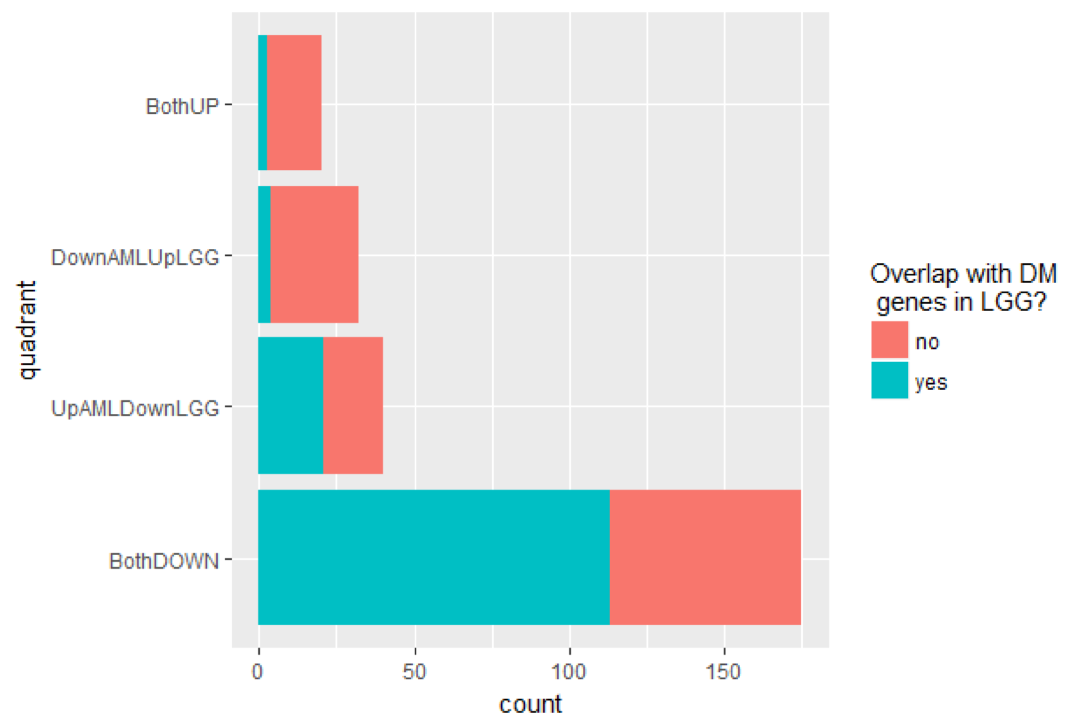 BothUP
DownAMLUpLGG
UpAMLDownLGG
BothDOWN
quadrant
0 50 100 150
count
Overlap with DM
genes in LGG?
no
yes